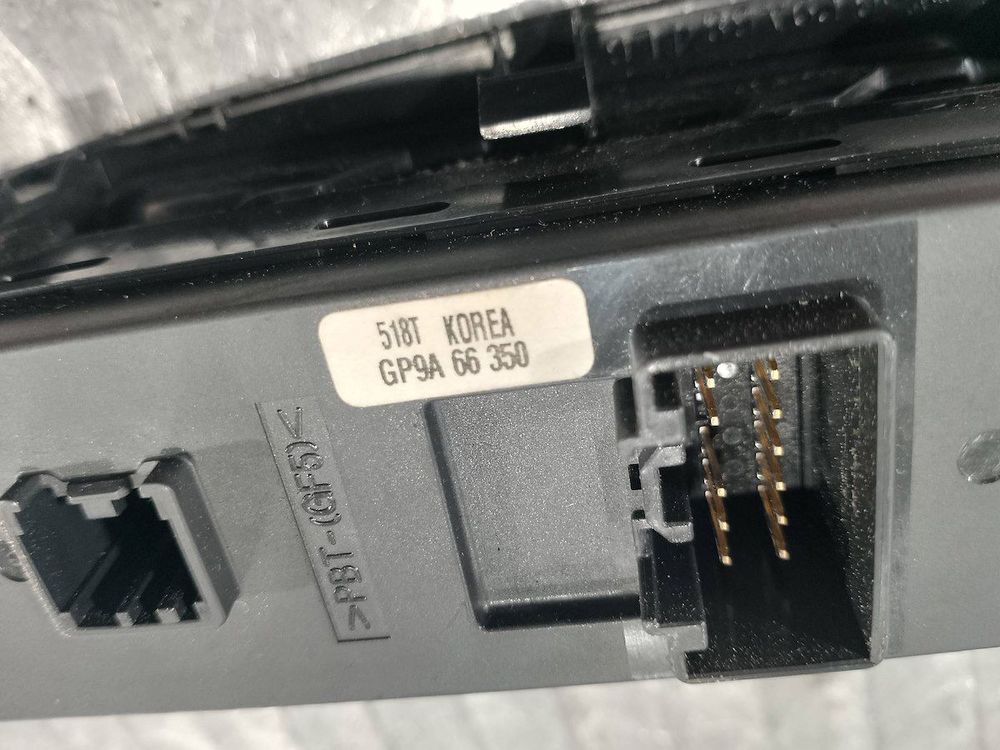 518T KOREA
GP9A 66 350
>PBT-(GF5)<